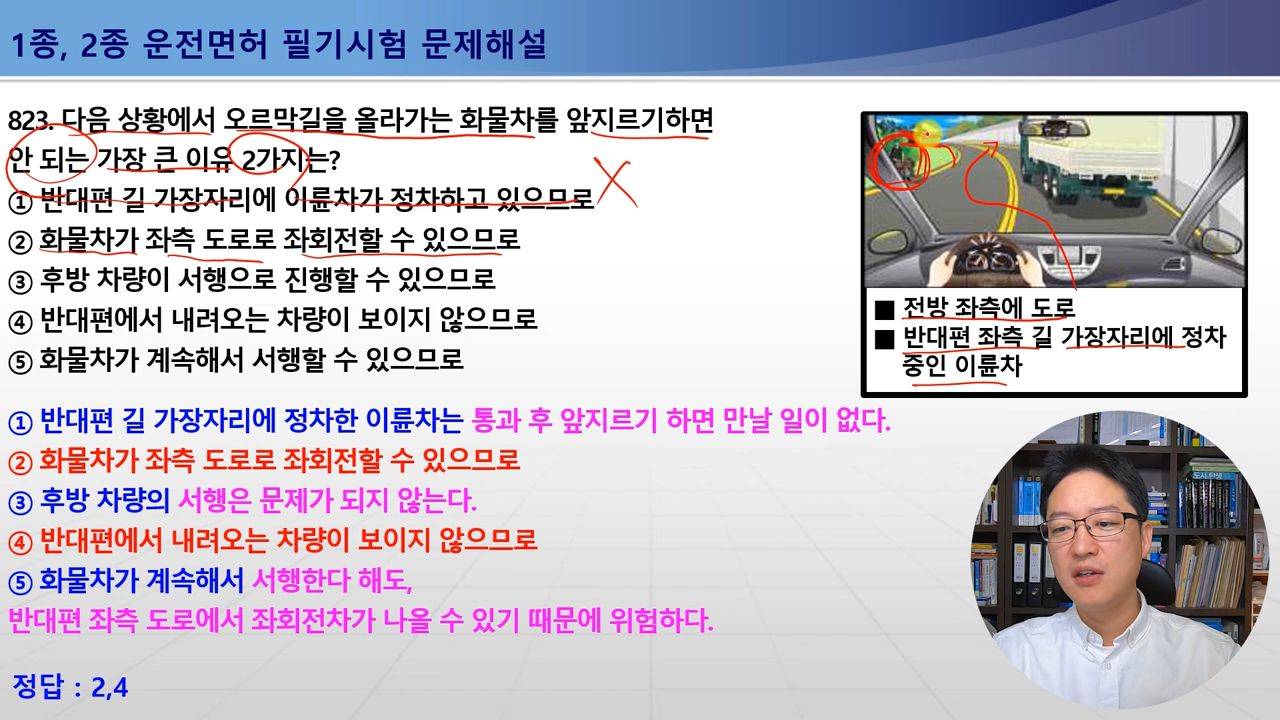 1종, 2종 운전면허 필기시험 문제해설
823. 다음 상황에서 오르막길을 올라가는 화물차를 앞지르기하면
안 되는 가장 큰 이유 2가지는?
① 반대편 길 가장자리에 이륜차가 정차하고 있으므로
② 화물차가 좌측 도로로 좌회전할 수 있으므로
③ 후방 차량이 서행으로 진행할 수 있으므로
④ 반대편에서 내려오는 차량이 보이지 않으므로
⑤ 화물차가 계속해서 서행할 수 있으므로
■ 전방 좌측에 도로
■ 반대편 좌측 길 가장자리에 정차
중인 이륜차
① 반대편 길 가장자리에 정차한 이륜차는 통과 후 앞지르기 하면 만날 일이 없다.
② 화물차가 좌측 도로로 좌회전할 수 있으므로
③ 후방 차량의 서행은 문제가 되지 않는다.
④ 반대편에서 내려오는 차량이 보이지 않으므로
⑤ 화물차가 계속해서 서행한다 해도,
반대편 좌측 도로에서 좌회전차가 나올 수 있기 때문에 위험하다.
정답 : 2,4